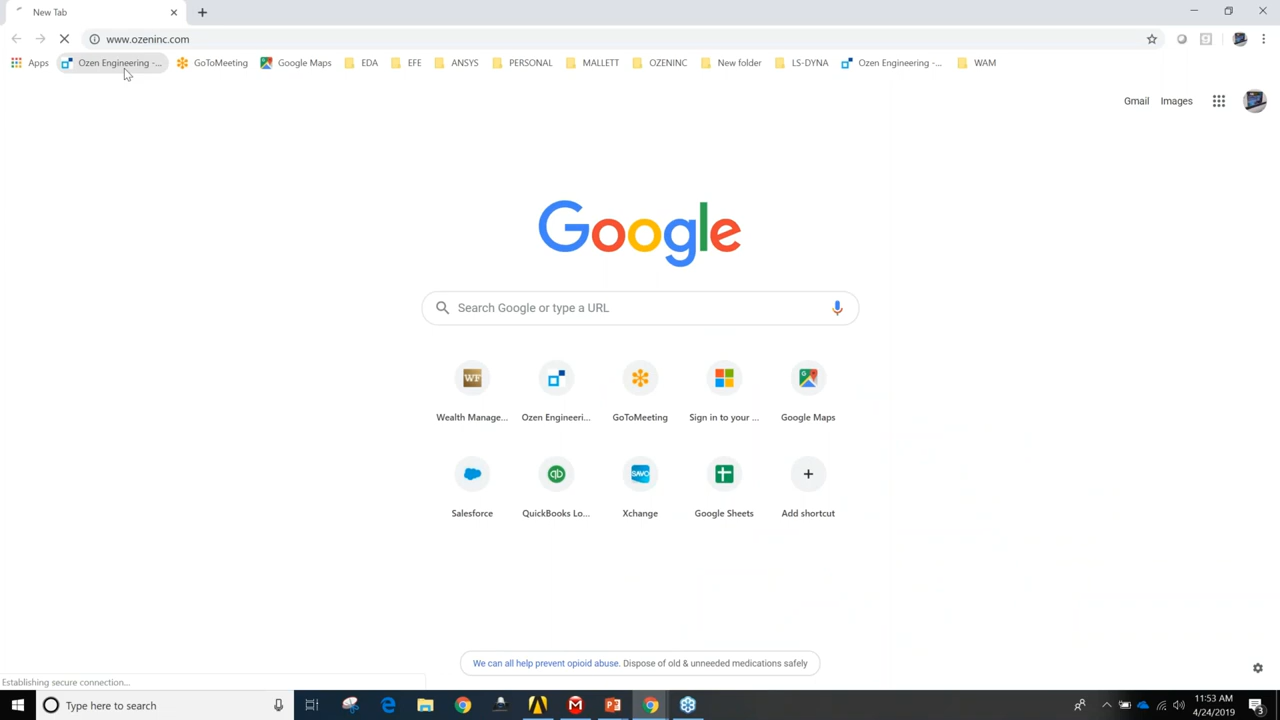 New Tab
www.ozeninc.com
Apps Ozen Engineering -... GoToMeeting Google Maps EDA EFE ANSYS PERSONAL MALLETT OZENINC New folder LS-DYNA Ozen Engineering -... WAM
Gmail Images
Google
Search Google or type a URL
WF
Wealth Manage... Ozen Engineeri... GoToMeeting Sign in to your ... Google Maps
qb SAVO
Salesforce QuickBooks Lo... Xchange Google Sheets Add shortcut
We can all help prevent opioid abuse. Dispose of old & unneeded medications safely
Establishing secure connection...
Type here to search
11:53 AM
4/24/2019
3